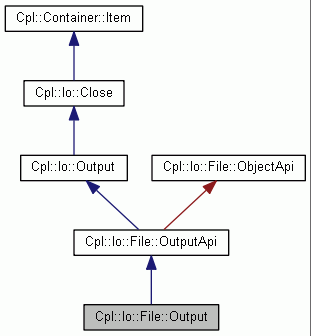 Cpl::Container::Item
Cpl::Io::Close
Cpl::Io::Output
Cpl::Io::File::ObjectApi
Cpl::Io::File::OutputApi
Cpl::Io::File::Output